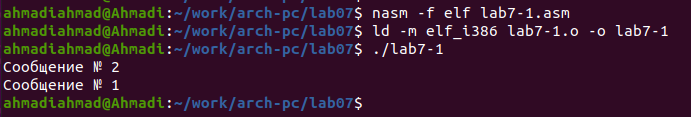 ahmadiahmad@Ahmadi:~/work/arch-pc/lab07$ nasm -f elf lab7-1.asm
ahmadiahmad@Ahmadi:~/work/arch-pc/lab07$ ld -m elf_i386 lab7-1.o -o lab7-1
ahmadiahmad@Ahmadi:~/work/arch-pc/lab07$ ./lab7-1
Сообщение № 2
Сообщение № 1
ahmadiahmad@Ahmadi:~/work/arch-pc/lab07$